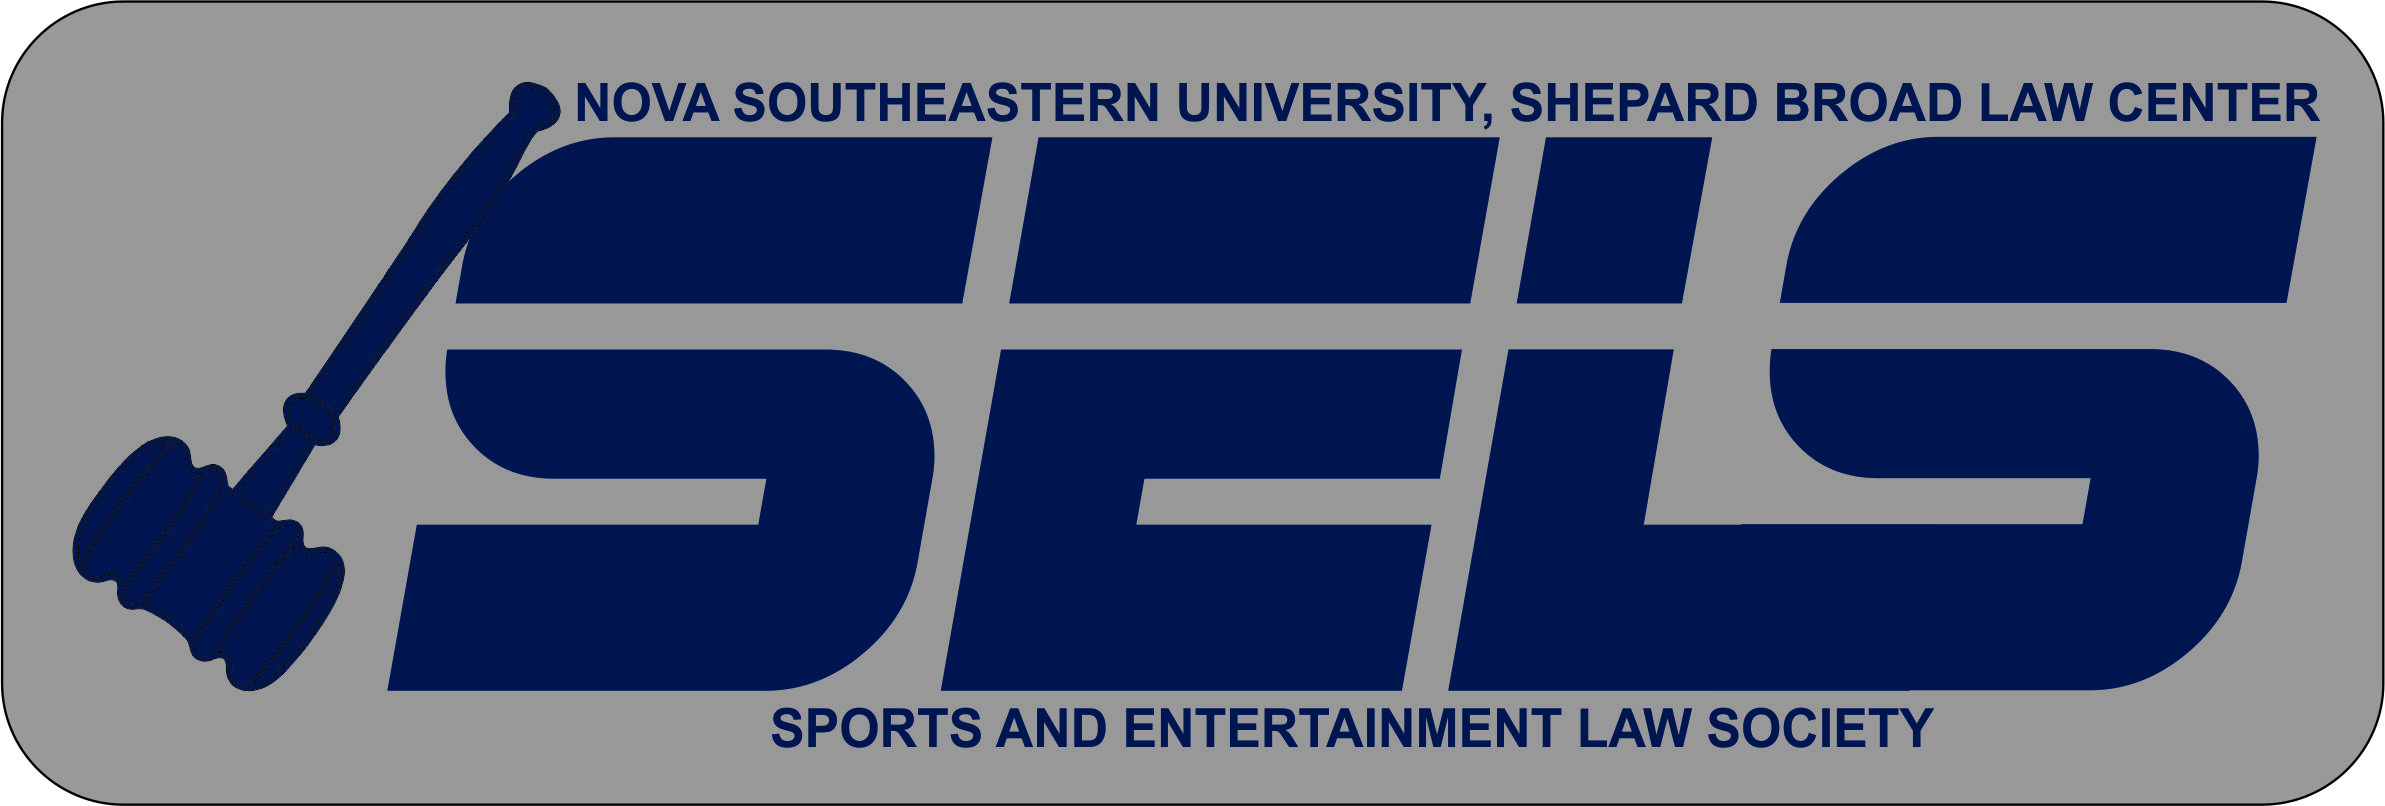 NOVA SOUTHEASTERN UNIVERSITY, SHEPARD BROAD LAW CENTER
SELS
SPORTS AND ENTERTAINMENT LAW SOCIETY